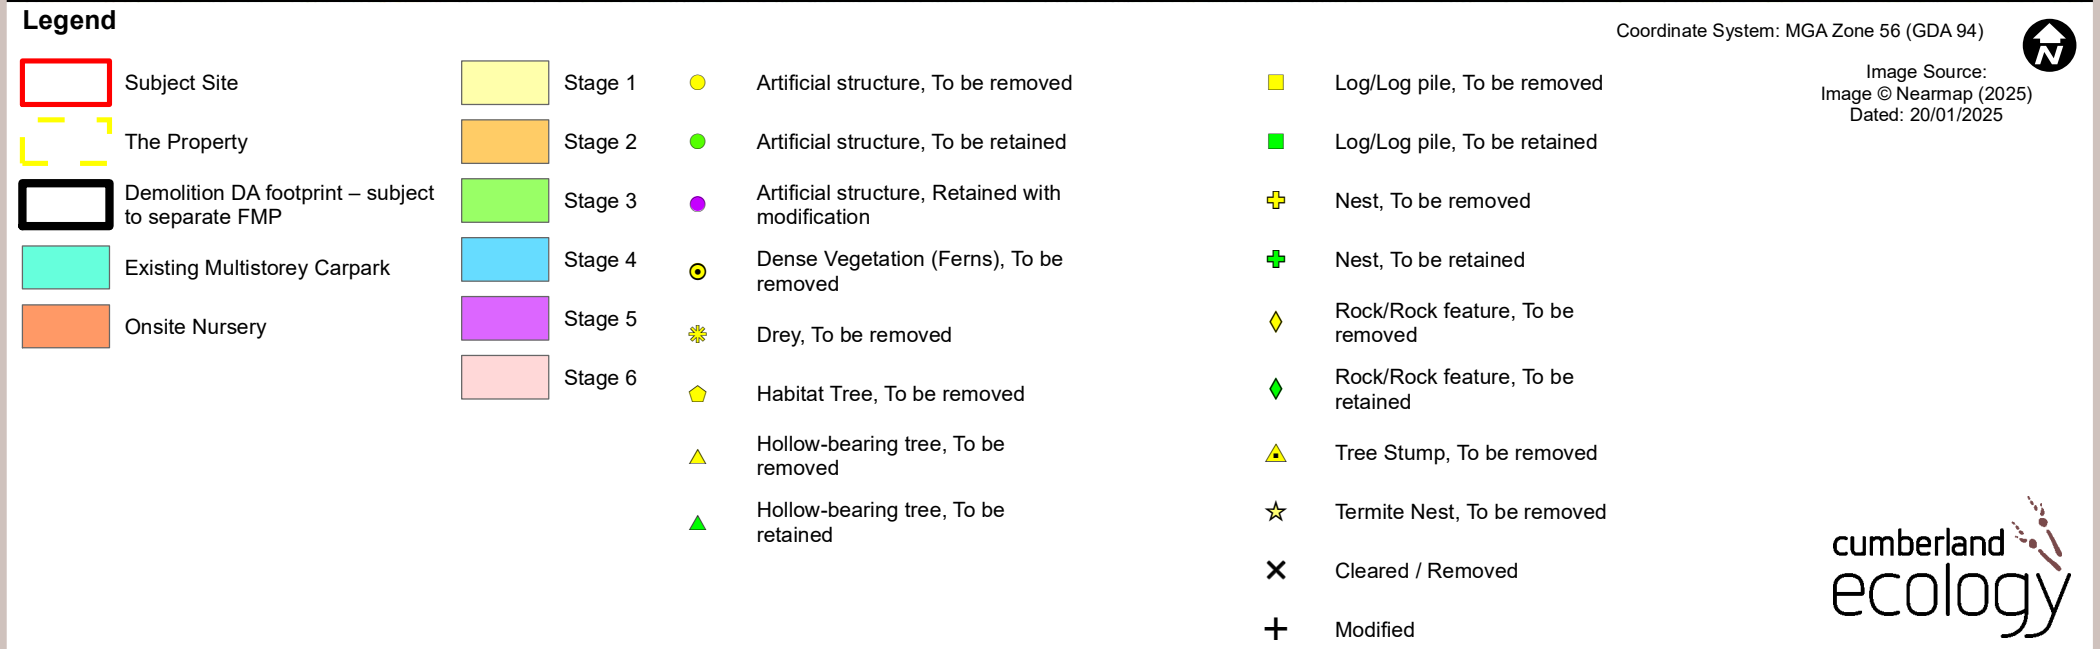 Legend
Subject Site
The Property
Demolition DA footprint – subject
to separate FMP
Existing Multistorey Carpark
Onsite Nursery
Stage 1
Stage 2
Stage 3
Stage 4
Stage 5
Stage 6
Artificial structure, To be removed
Artificial structure, To be retained
Artificial structure, Retained with
modification
Dense Vegetation (Ferns), To be
removed
Drey, To be removed
Habitat Tree, To be removed
Hollow-bearing tree, To be
removed
Hollow-bearing tree, To be
retained
Log/Log pile, To be removed
Log/Log pile, To be retained
Nest, To be removed
Nest, To be retained
Rock/Rock feature, To be
removed
Rock/Rock feature, To be
retained
Tree Stump, To be removed
Termite Nest, To be removed
Cleared / Removed
Modified
Coordinate System: MGA Zone 56 (GDA 94)
N
Image Source:
Image © Nearmap (2025)
Dated: 20/01/2025
cumberland
ecology